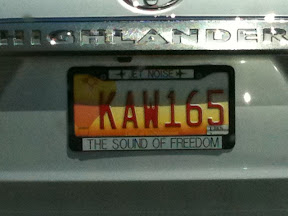 HIGHLANDER
JET NOISE
KAW165
THE SOUND OF FREEDOM